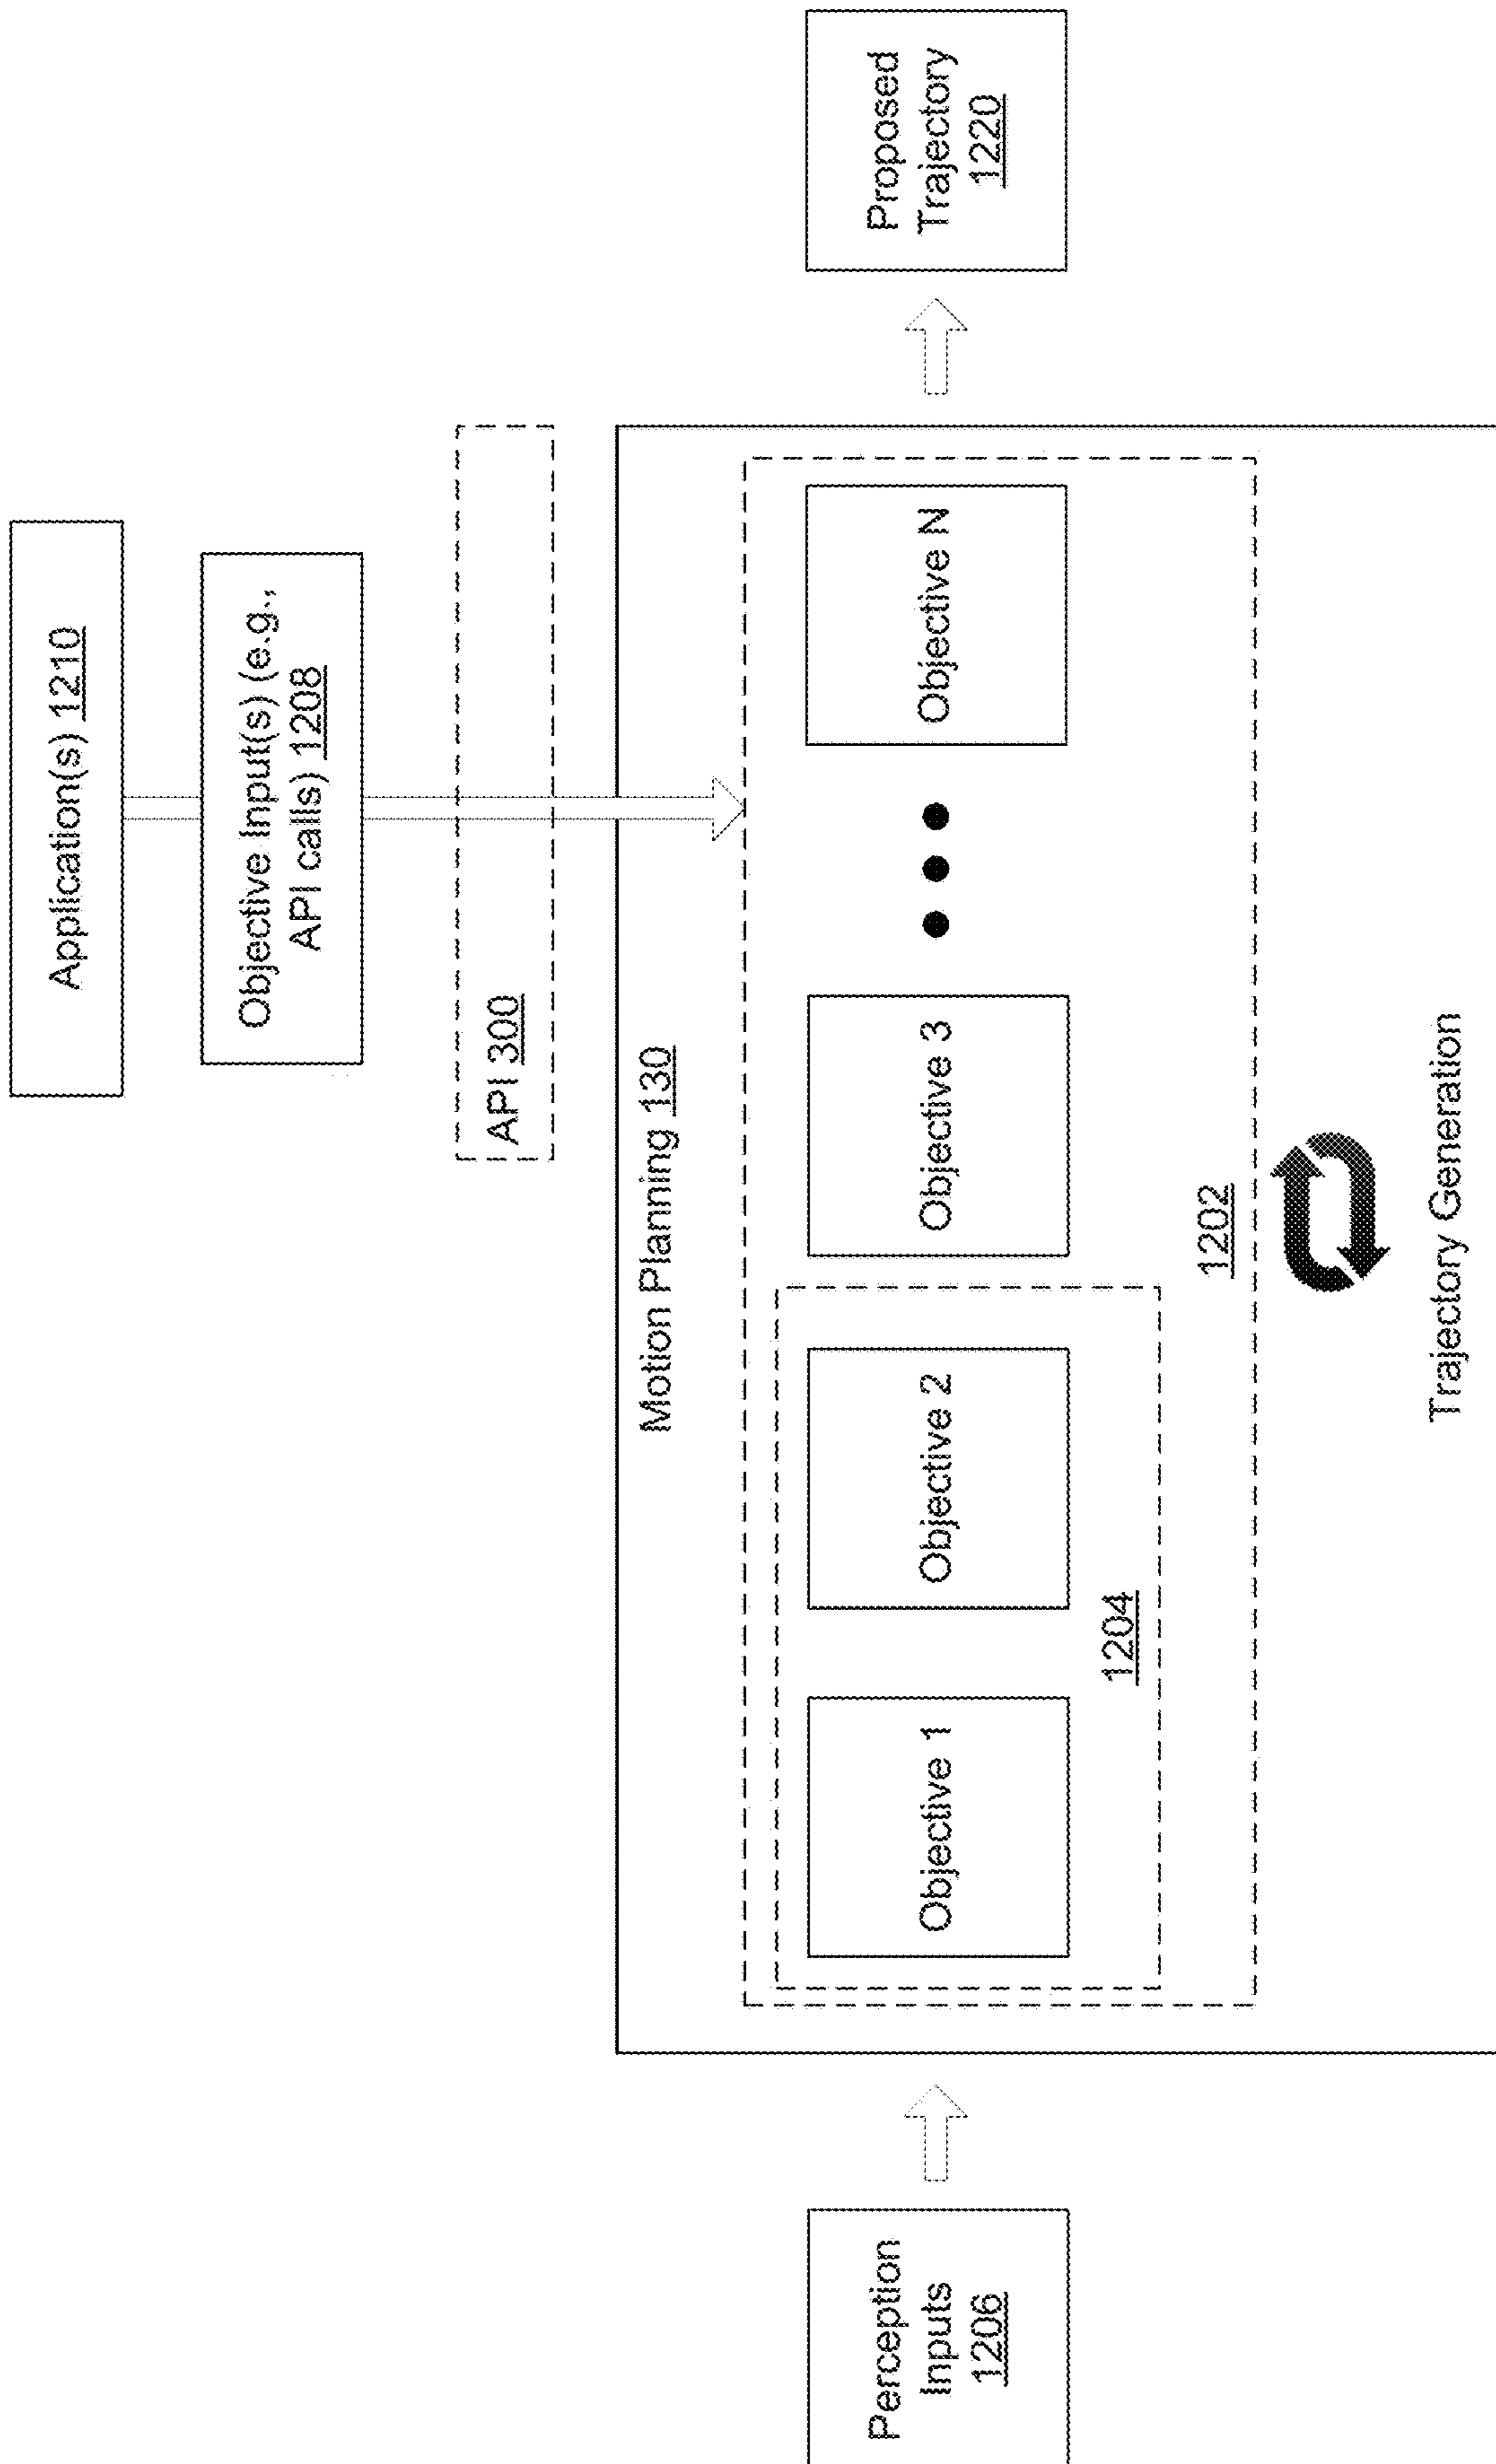 Application(s) 1210
Objective Input(s) (e.g.,
API calls) 1208
API 300
Motion Planning 130
Perception
Inputs
1206
Objective 1
Objective 2
Objective 3
Objective N
1204
1202
Trajectory Generation
Proposed
Trajectory
1220